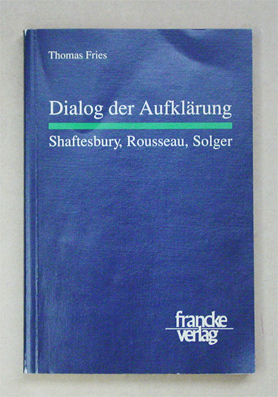 Thomas Fries
Dialog der Aufklärung
Shaftesbury, Rousseau, Solger
francke
verlag